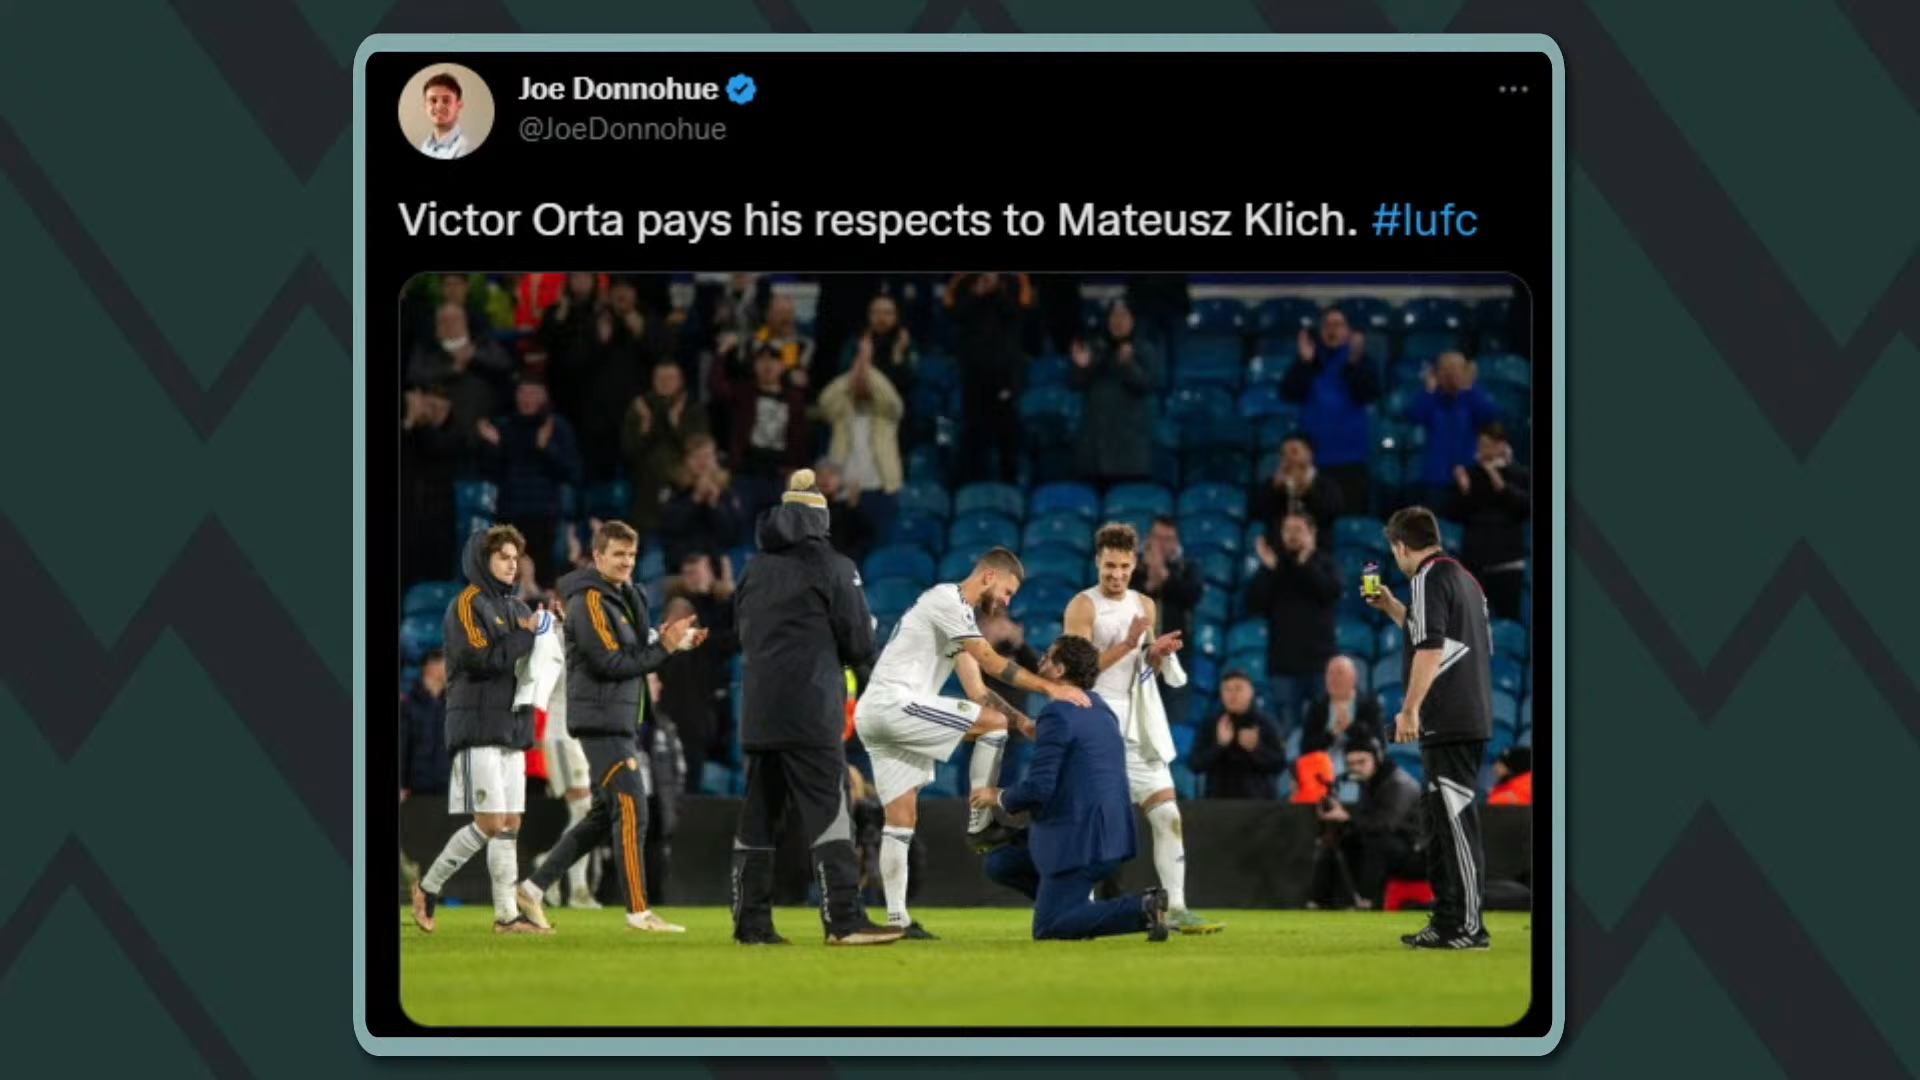 Joe Donnohue
@JoeDonnohue
Victor Orta pays his respects to Mateusz Klich. #lufc